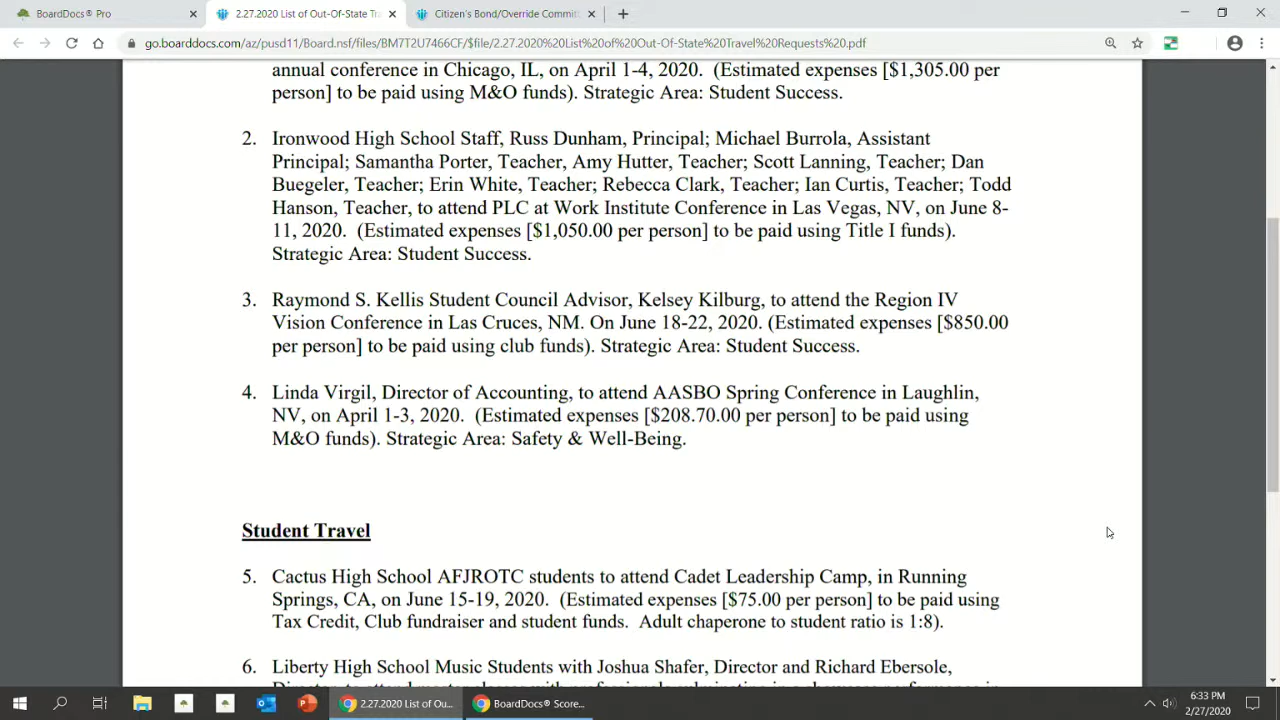 BoardDocs® Pro
2.27.2020 List of Out-Of-State Tra
Citizen's Bond/Override Committ
go.boarddocs.com/az/pusd11/Board.nsf/files/BM7T2U7466CF/$file/2.27.2020%20List%20of%20Out-Of-State%20Travel%20Requests%20.pdf
annual conference in Chicago, IL, on April 1-4, 2020. (Estimated expenses [$1,305.00 per
person] to be paid using M&O funds). Strategic Area: Student Success.
2. Ironwood High School Staff, Russ Dunham, Principal; Michael Burrola, Assistant
Principal; Samantha Porter, Teacher, Amy Hutter, Teacher; Scott Lanning, Teacher; Dan
Buegeler, Teacher; Erin White, Teacher; Rebecca Clark, Teacher; Ian Curtis, Teacher; Todd
Hanson, Teacher, to attend PLC at Work Institute Conference in Las Vegas, NV, on June 8-
11, 2020. (Estimated expenses [$1,050.00 per person] to be paid using Title I funds).
Strategic Area: Student Success.
3. Raymond S. Kellis Student Council Advisor, Kelsey Kilburg, to attend the Region IV
Vision Conference in Las Cruces, NM. On June 18-22, 2020. (Estimated expenses [$850.00
per person] to be paid using club funds). Strategic Area: Student Success.
4. Linda Virgil, Director of Accounting, to attend AASBO Spring Conference in Laughlin,
NV, on April 1-3, 2020. (Estimated expenses [$208.70.00 per person] to be paid using
M&O funds). Strategic Area: Safety & Well-Being.
Student Travel
5. Cactus High School AFJROTC students to attend Cadet Leadership Camp, in Running
Springs, CA, on June 15-19, 2020. (Estimated expenses [$75.00 per person] to be paid using
Tax Credit, Club fundraiser and student funds. Adult chaperone to student ratio is 1:8).
6. Liberty High School Music Students with Joshua Shafer, Director and Richard Ebersole,
2.27.2020 List of Ou...
BoardDocs® Score...
6:33 PM
2/27/2020